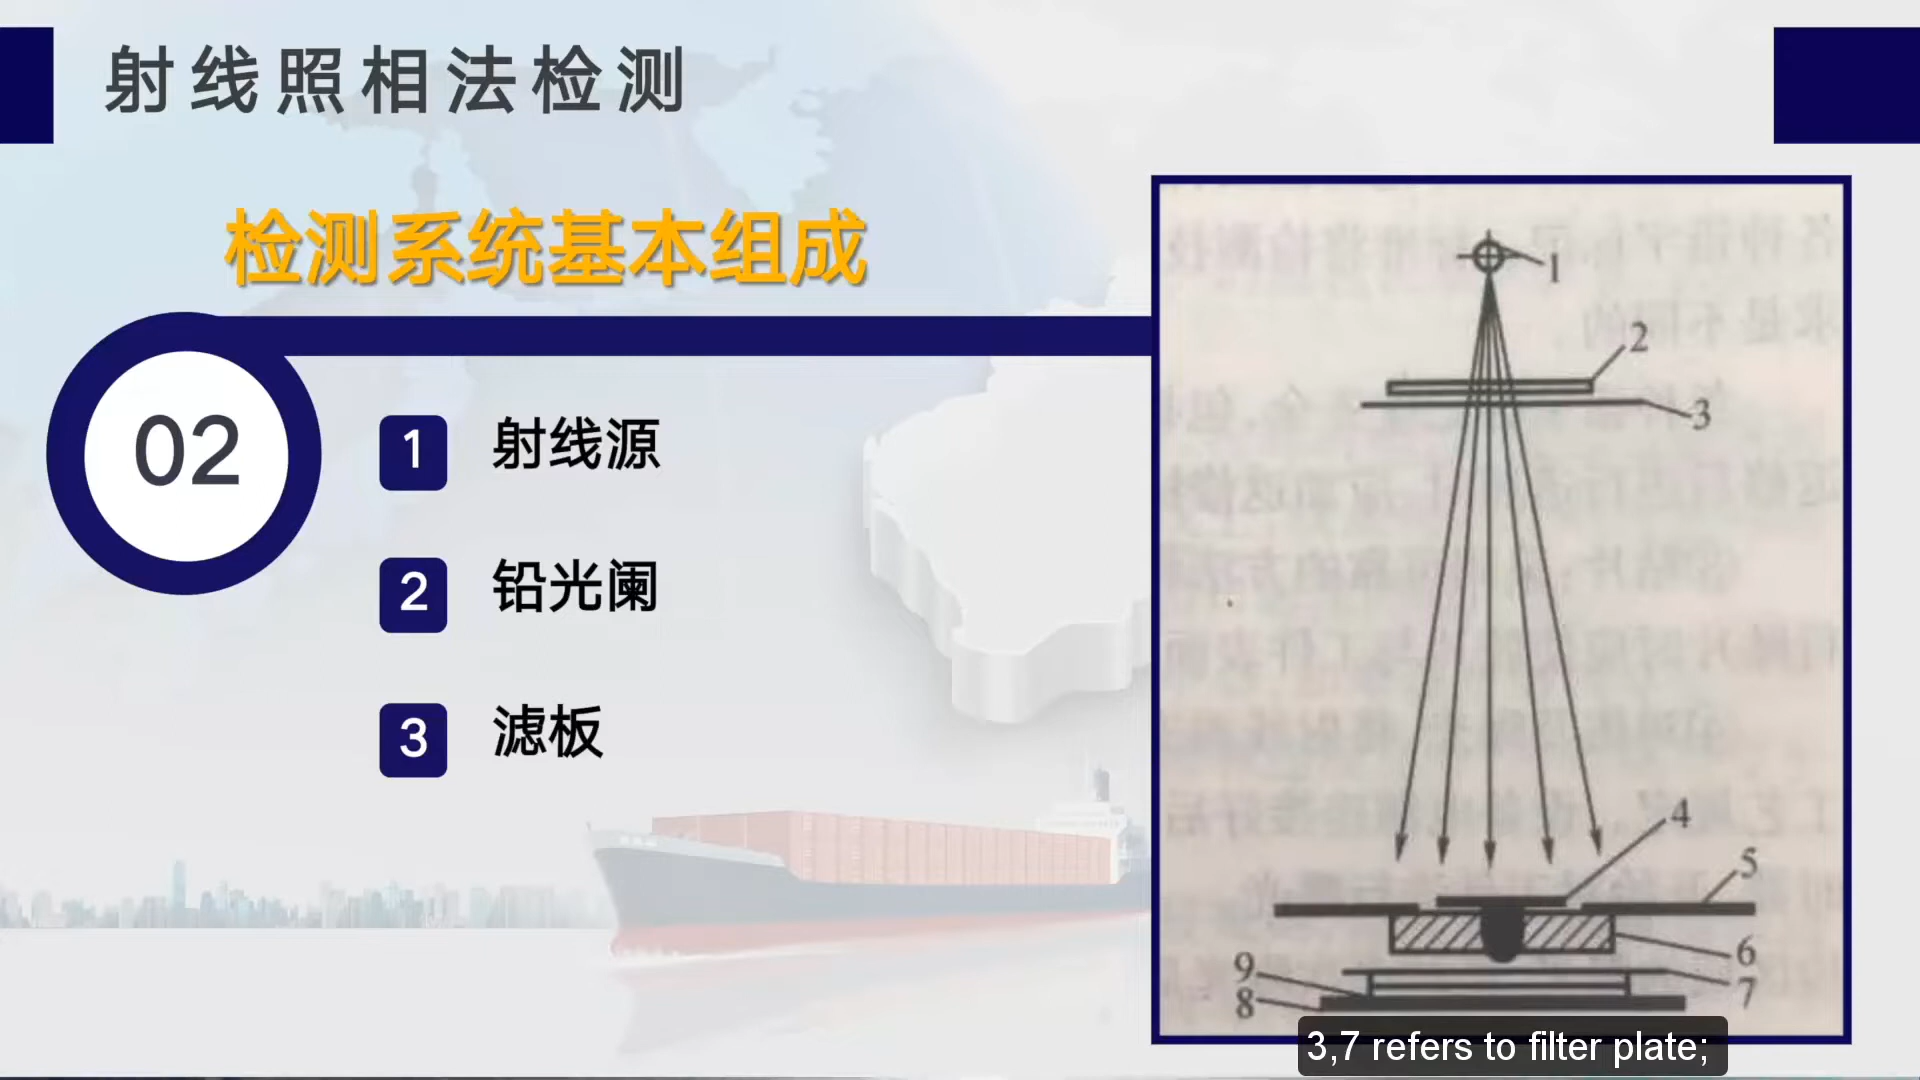 射线照相法检测
检测系统基本组成
02
1 射线源
2 铅光阑
3 滤板
1
2
3
4
5
6
7
9
8
3,7 refers to filter plate;